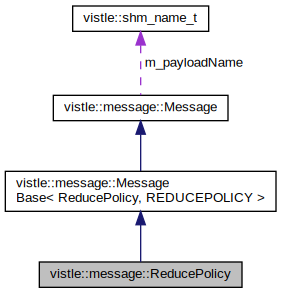 vistle::shm_name_t
m_payloadName
vistle::message::Message
vistle::message::Message
Base< ReducePolicy, REDUCEPOLICY >
vistle::message::ReducePolicy